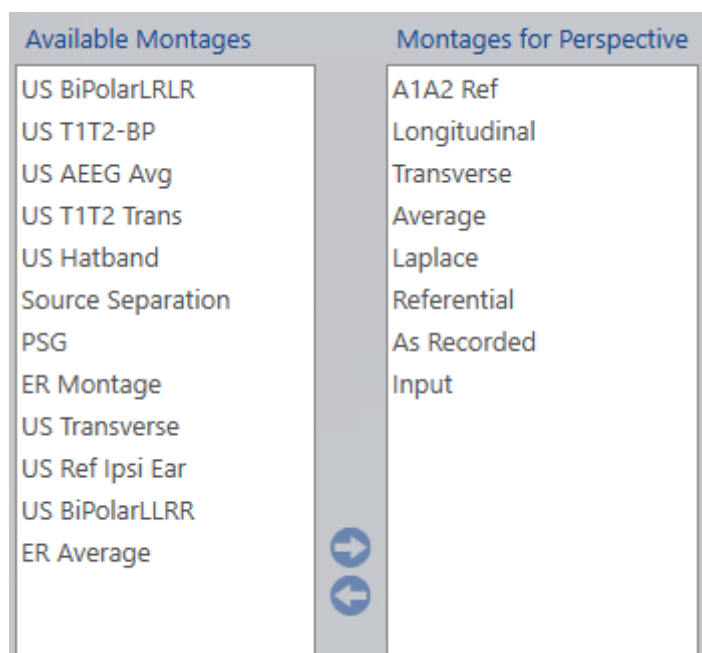 Available Montages
US BiPolarLRLR
US T1T2-BP
US AEEG Avg
US T1T2 Trans
US Hatband
Source Separation
PSG
ER Montage
US Transverse
US Ref Ipsi Ear
US BiPolarLLRR
ER Average
Montages for Perspective
A1A2 Ref
Longitudinal
Transverse
Average
Laplace
Referential
As Recorded
Input